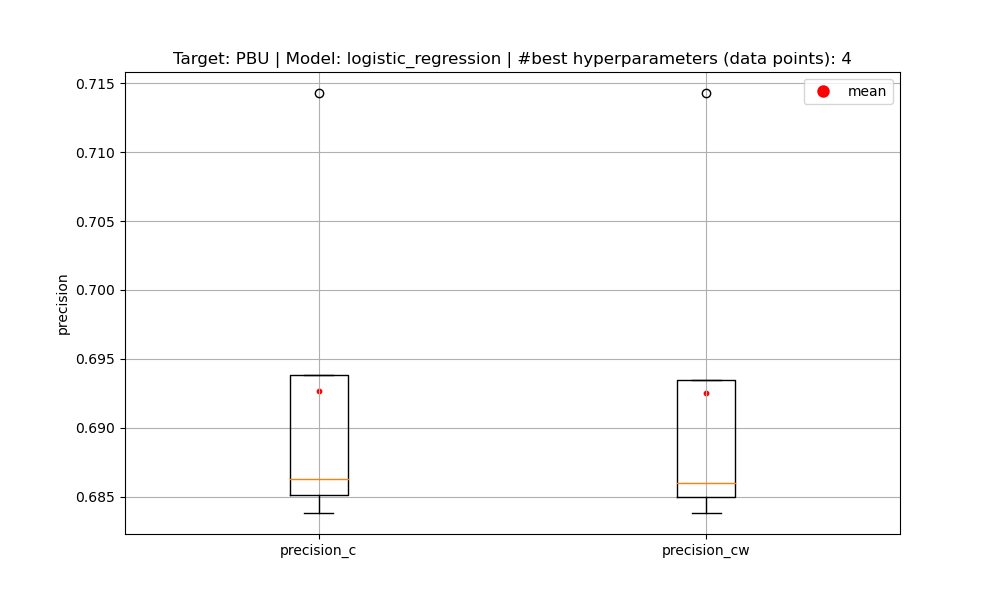 Target: PBU | Model: logistic_regression | #best hyperparameters (data points): 4
mean
precision
0.715
0.710
0.705
0.700
0.695
0.690
0.685
precision_c
precision_cw